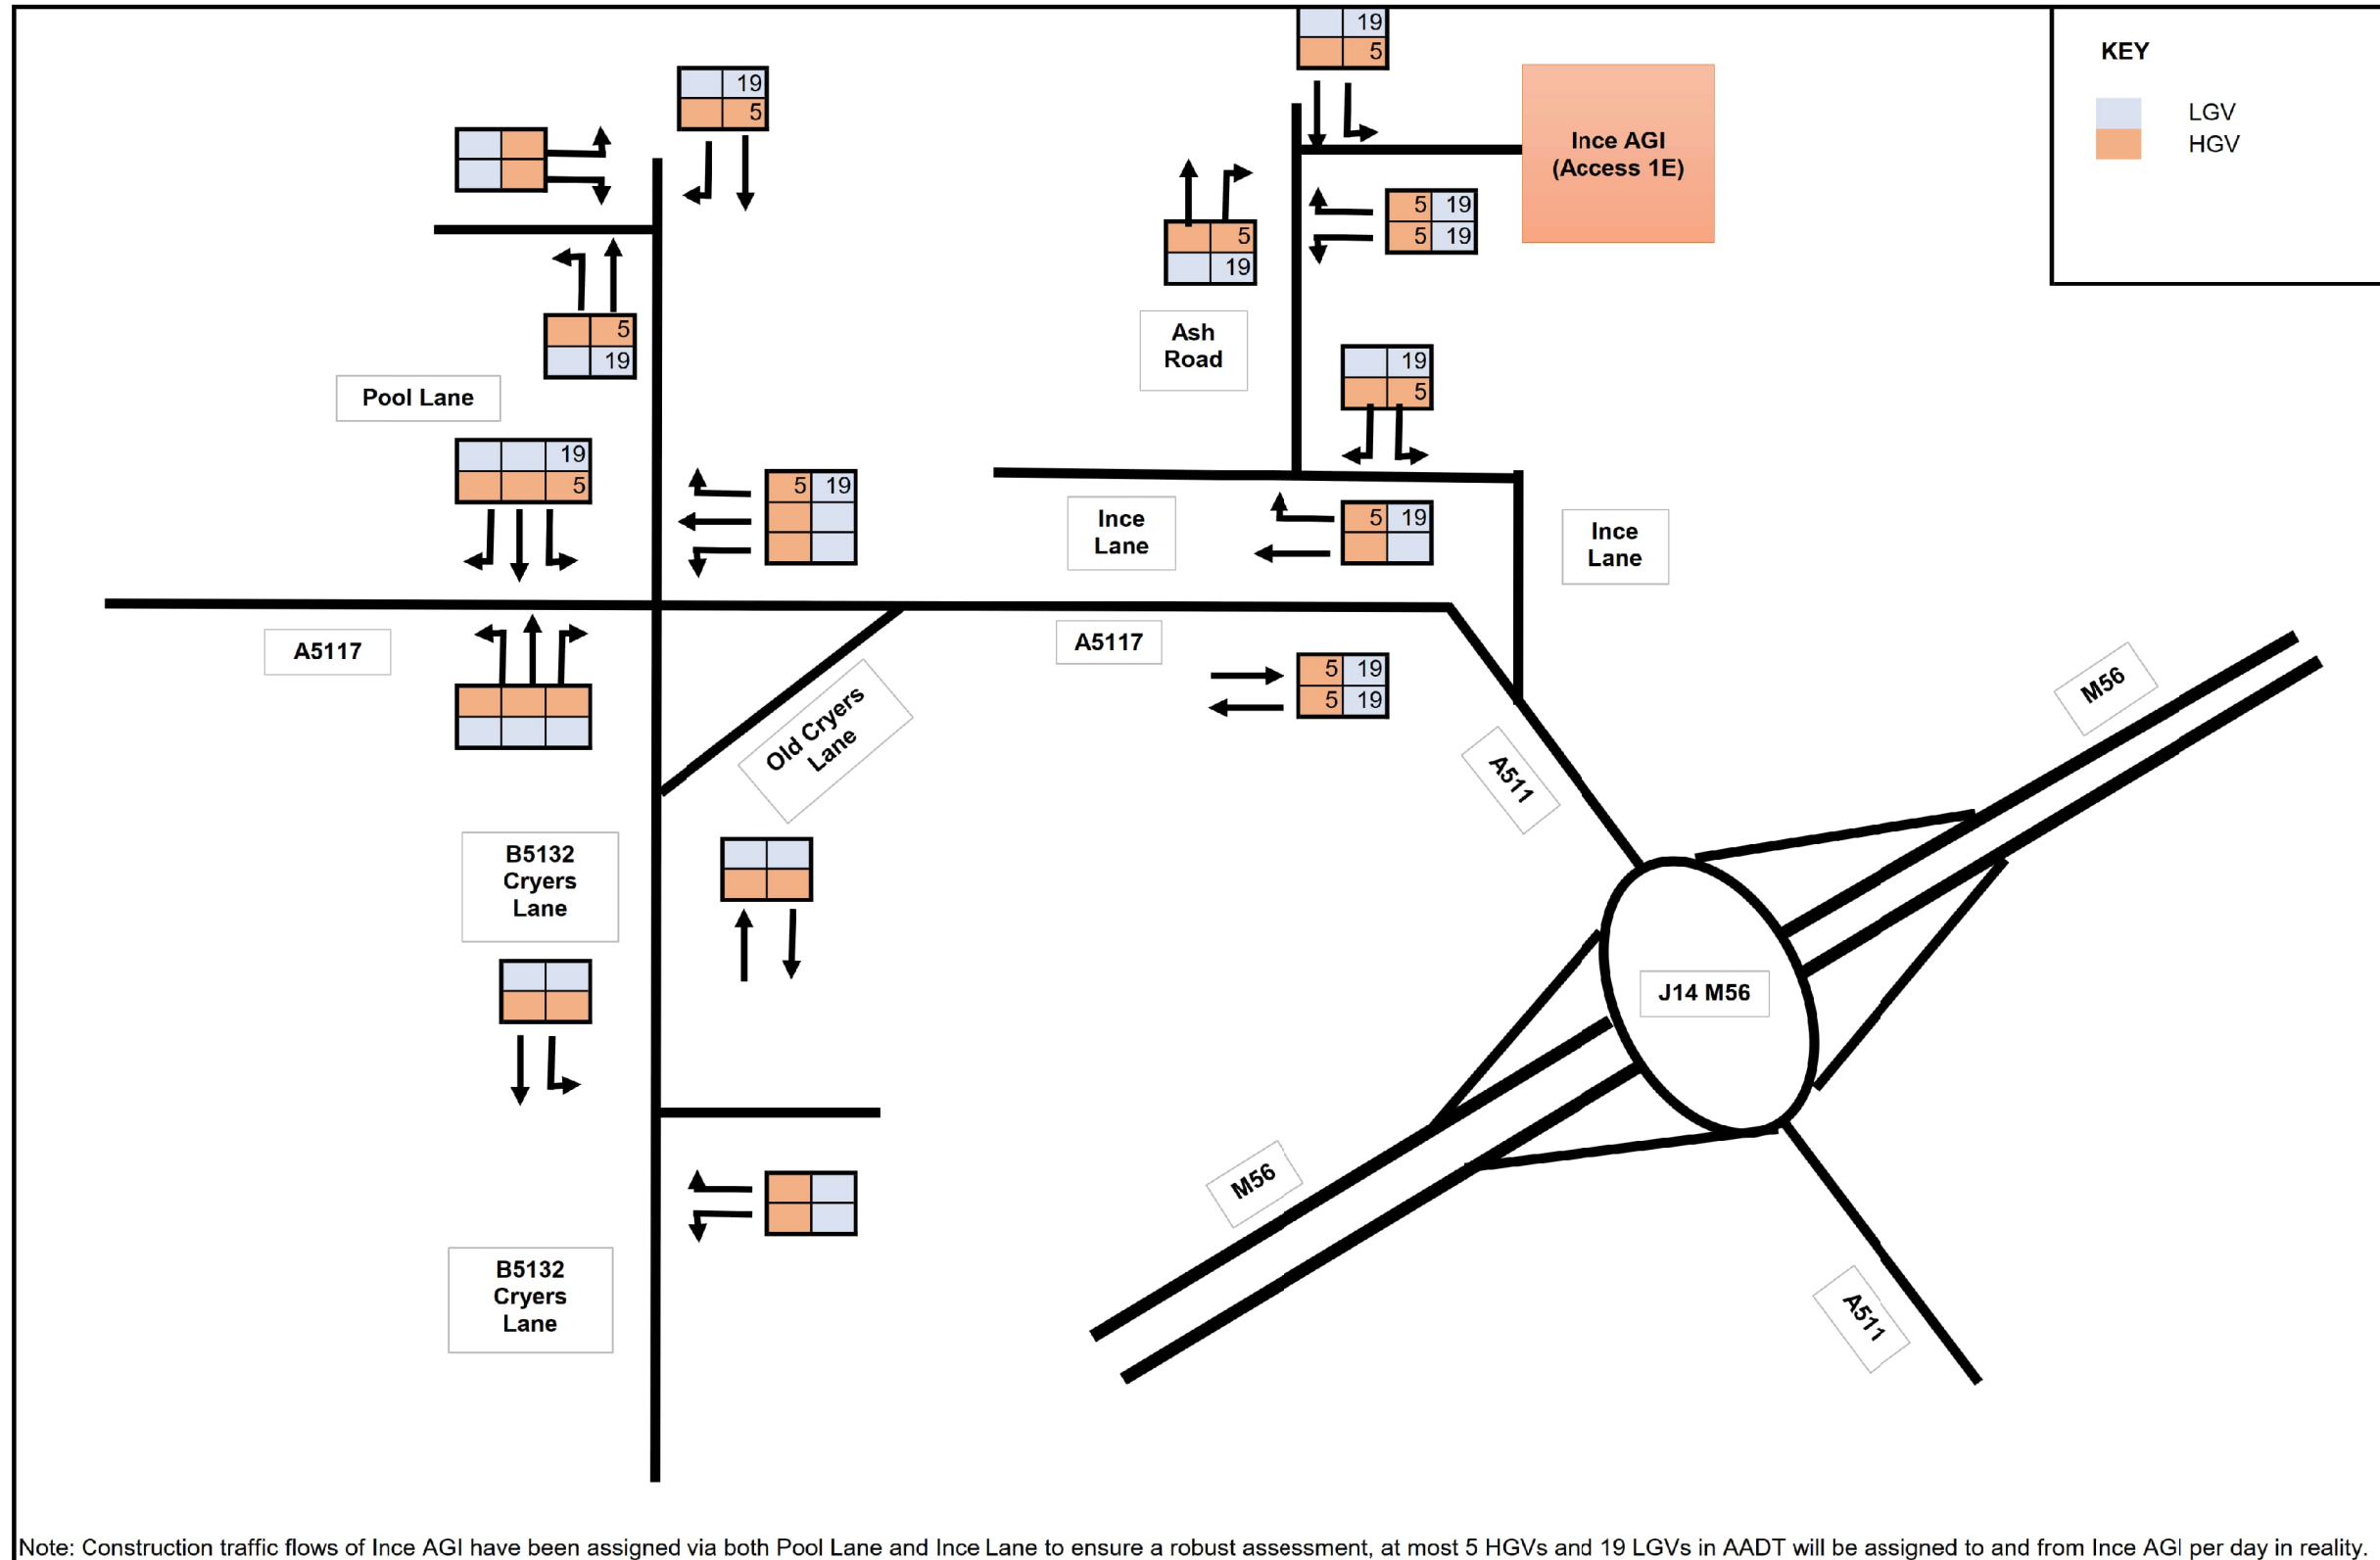 19
5
KEY
LGV
HGV
19
5
Ince AGI
(Access 1E)
5 19
5 19
5
19
Ash
Road
5
19
Pool Lane
19
5
19
5
5 19
Ince
Lane
5 19
Ince
Lane
A5117
A5117
5 19
5 19
Old Cryers
Lane
M56
A511
B5132
Cryers
Lane
J14 M56
M56
B5132
Cryers
Lane
A511
Note: Construction traffic flows of Ince AGI have been assigned via both Pool Lane and Ince Lane to ensure a robust assessment, at most 5 HGVs and 19 LGVs in AADT will be assigned to and from Ince AGI per day in reality.